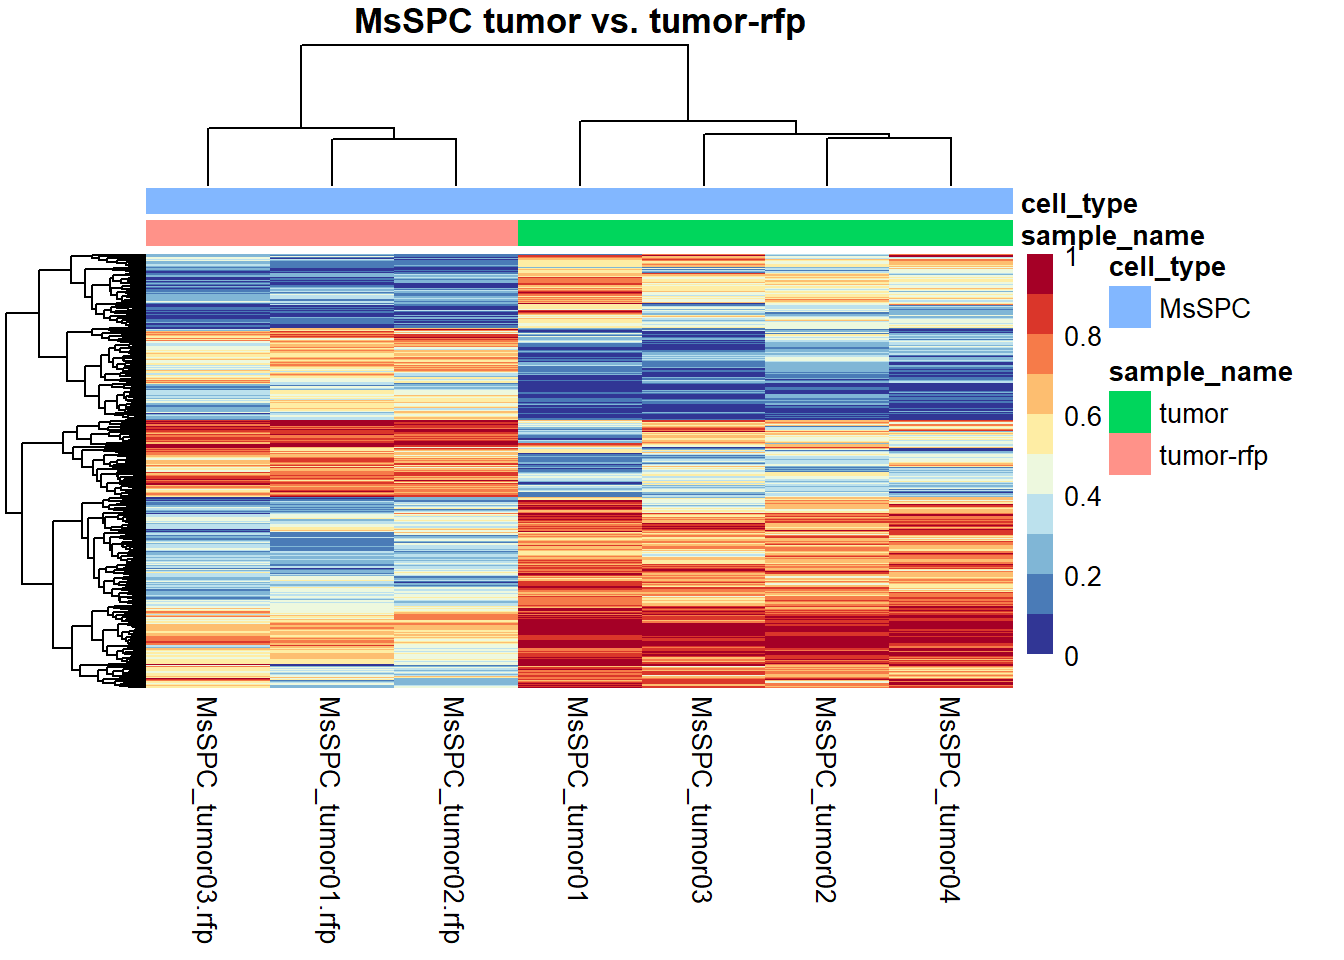 MsSPC tumor vs. tumor-rfp
cell_type
sample_name
1
0.8
0.6
0.4
0.2
0
cell_type
MsSPC
sample_name
tumor
tumor-rfp
MsSPC_tumor03.rfp
MsSPC_tumor01.rfp
MsSPC_tumor02.rfp
MsSPC_tumor01
MsSPC_tumor03
MsSPC_tumor02
MsSPC_tumor04